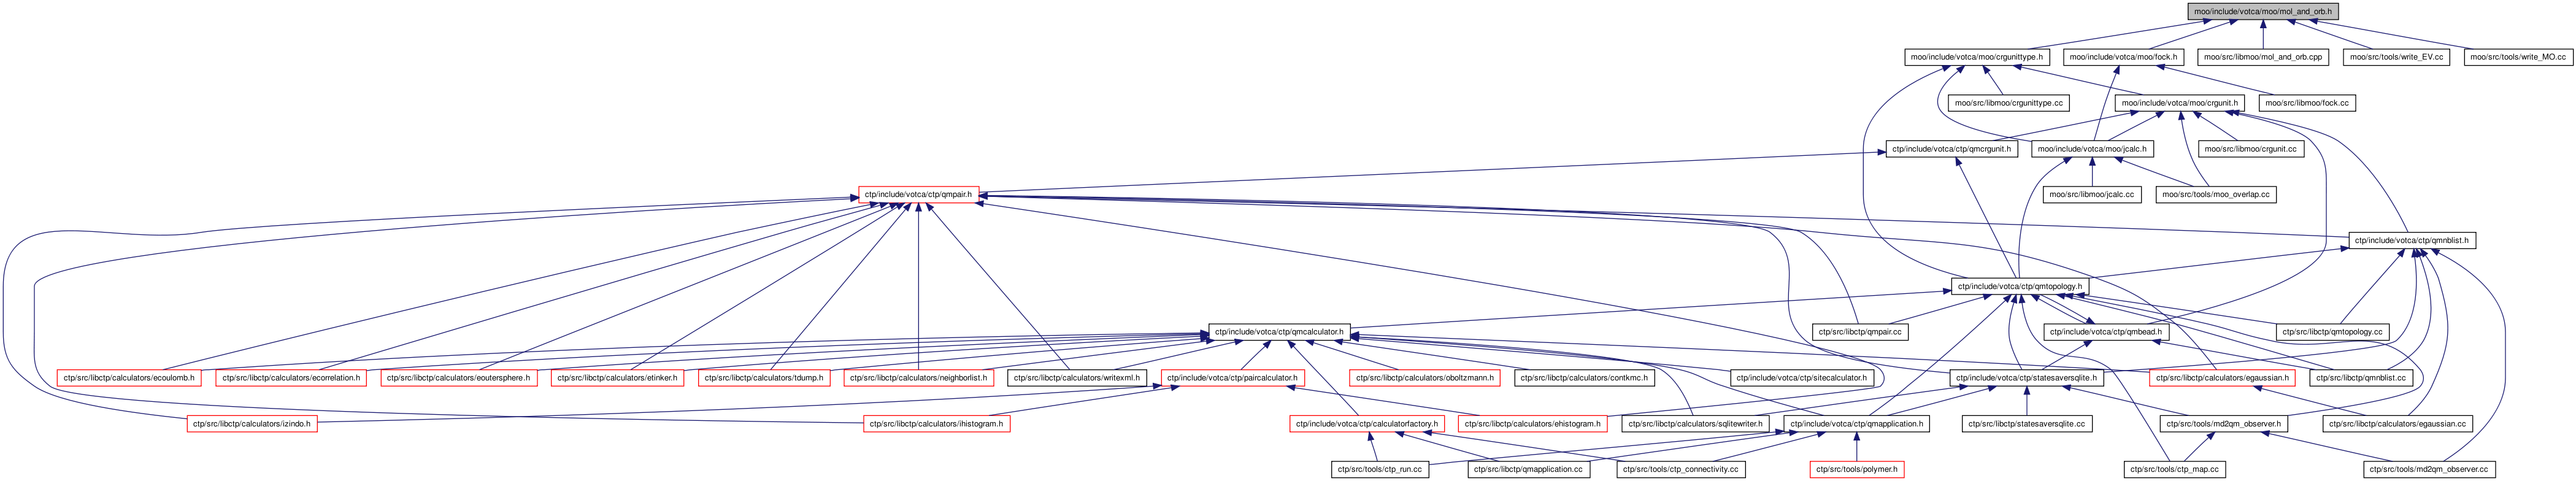 moo/include/votca/moo/mol_and_orb.h
moo/include/votca/moo/crgunittype.h
moo/include/votca/moo/fock.h
moo/src/libmoo/mol_and_orb.cpp
moo/src/tools/write_EV.cc
moo/src/tools/write_MO.cc
moo/src/libmoo/crgunittype.cc
moo/include/votca/moo/crgunit.h
moo/src/libmoo/fock.cc
ctp/include/votca/ctp/qmcrgunit.h
moo/include/votca/moo/jcalc.h
moo/src/libmoo/crgunit.cc
ctp/include/votca/ctp/qmpair.h
moo/src/libmoo/jcalc.cc
moo/src/tools/moo_overlap.cc
ctp/include/votca/ctp/qmnblist.h
ctp/include/votca/ctp/qmtopology.h
ctp/include/votca/ctp/qmcalculator.h
ctp/src/libctp/qmpair.cc
ctp/include/votca/ctp/qmbead.h
ctp/src/libctp/qmtopology.cc
ctp/src/libctp/calculators/ecoulomb.h
ctp/src/libctp/calculators/ecorrelation.h
ctp/src/libctp/calculators/eoutersphere.h
ctp/src/libctp/calculators/etinker.h
ctp/src/libctp/calculators/tdump.h
ctp/src/libctp/calculators/neighborlist.h
ctp/src/libctp/calculators/writexml.h
ctp/include/votca/ctp/paircalculator.h
ctp/src/libctp/calculators/oboltzmann.h
ctp/src/libctp/calculators/contkmc.h
ctp/include/votca/ctp/sitecalculator.h
ctp/include/votca/ctp/statesaversqlite.h
ctp/src/libctp/calculators/egaussian.h
ctp/src/libctp/qmnblist.cc
ctp/src/libctp/calculators/izindo.h
ctp/src/libctp/calculators/ihistogram.h
ctp/include/votca/ctp/calculatorfactory.h
ctp/src/libctp/calculators/ehistogram.h
ctp/src/libctp/calculators/sqlitewriter.h
ctp/include/votca/ctp/qmapplication.h
ctp/src/libctp/statesaversqlite.cc
ctp/src/tools/md2qm_observer.h
ctp/src/libctp/calculators/egaussian.cc
ctp/src/tools/ctp_run.cc
ctp/src/libctp/qmapplication.cc
ctp/src/tools/ctp_connectivity.cc
ctp/src/tools/polymer.h
ctp/src/tools/ctp_map.cc
ctp/src/tools/md2qm_observer.cc